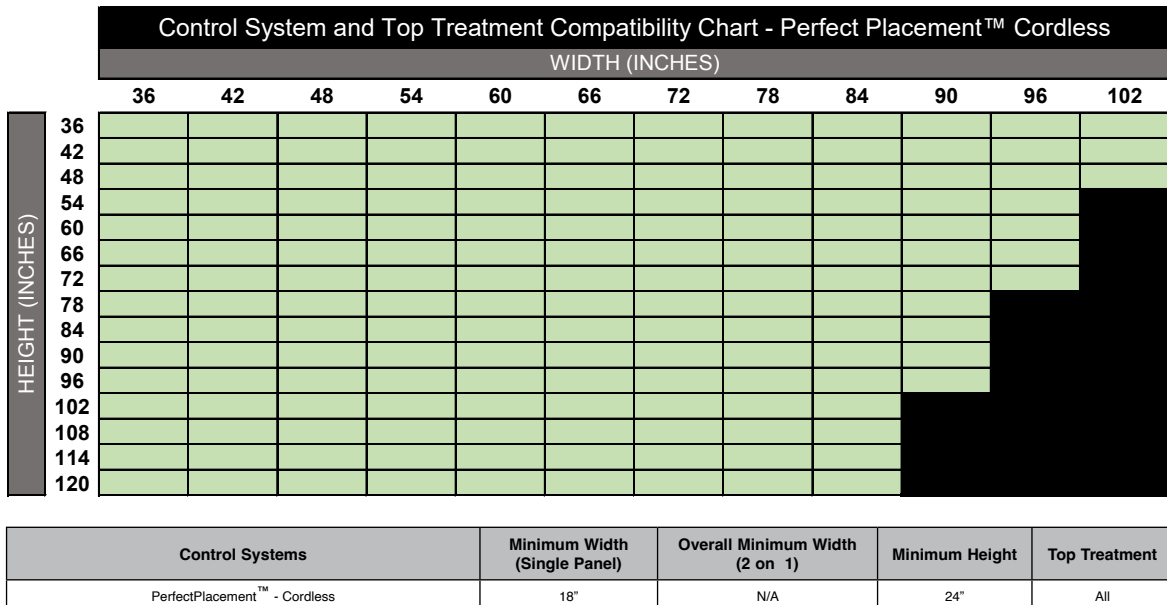 Control System and Top Treatment Compatibility Chart - Perfect Placement™ Cordless
WIDTH (INCHES)
36 42 48 54 60 66 72 78 84 90 96 102
HEIGHT (INCHES)
36
42
48
54
60
66
72
78
84
90
96
102
108
114
120
Control Systems Minimum Width (Single Panel) Overall Minimum Width (2 on 1) Minimum Height Top Treatment
PerfectPlacement™ - Cordless 18” N/A 24” All